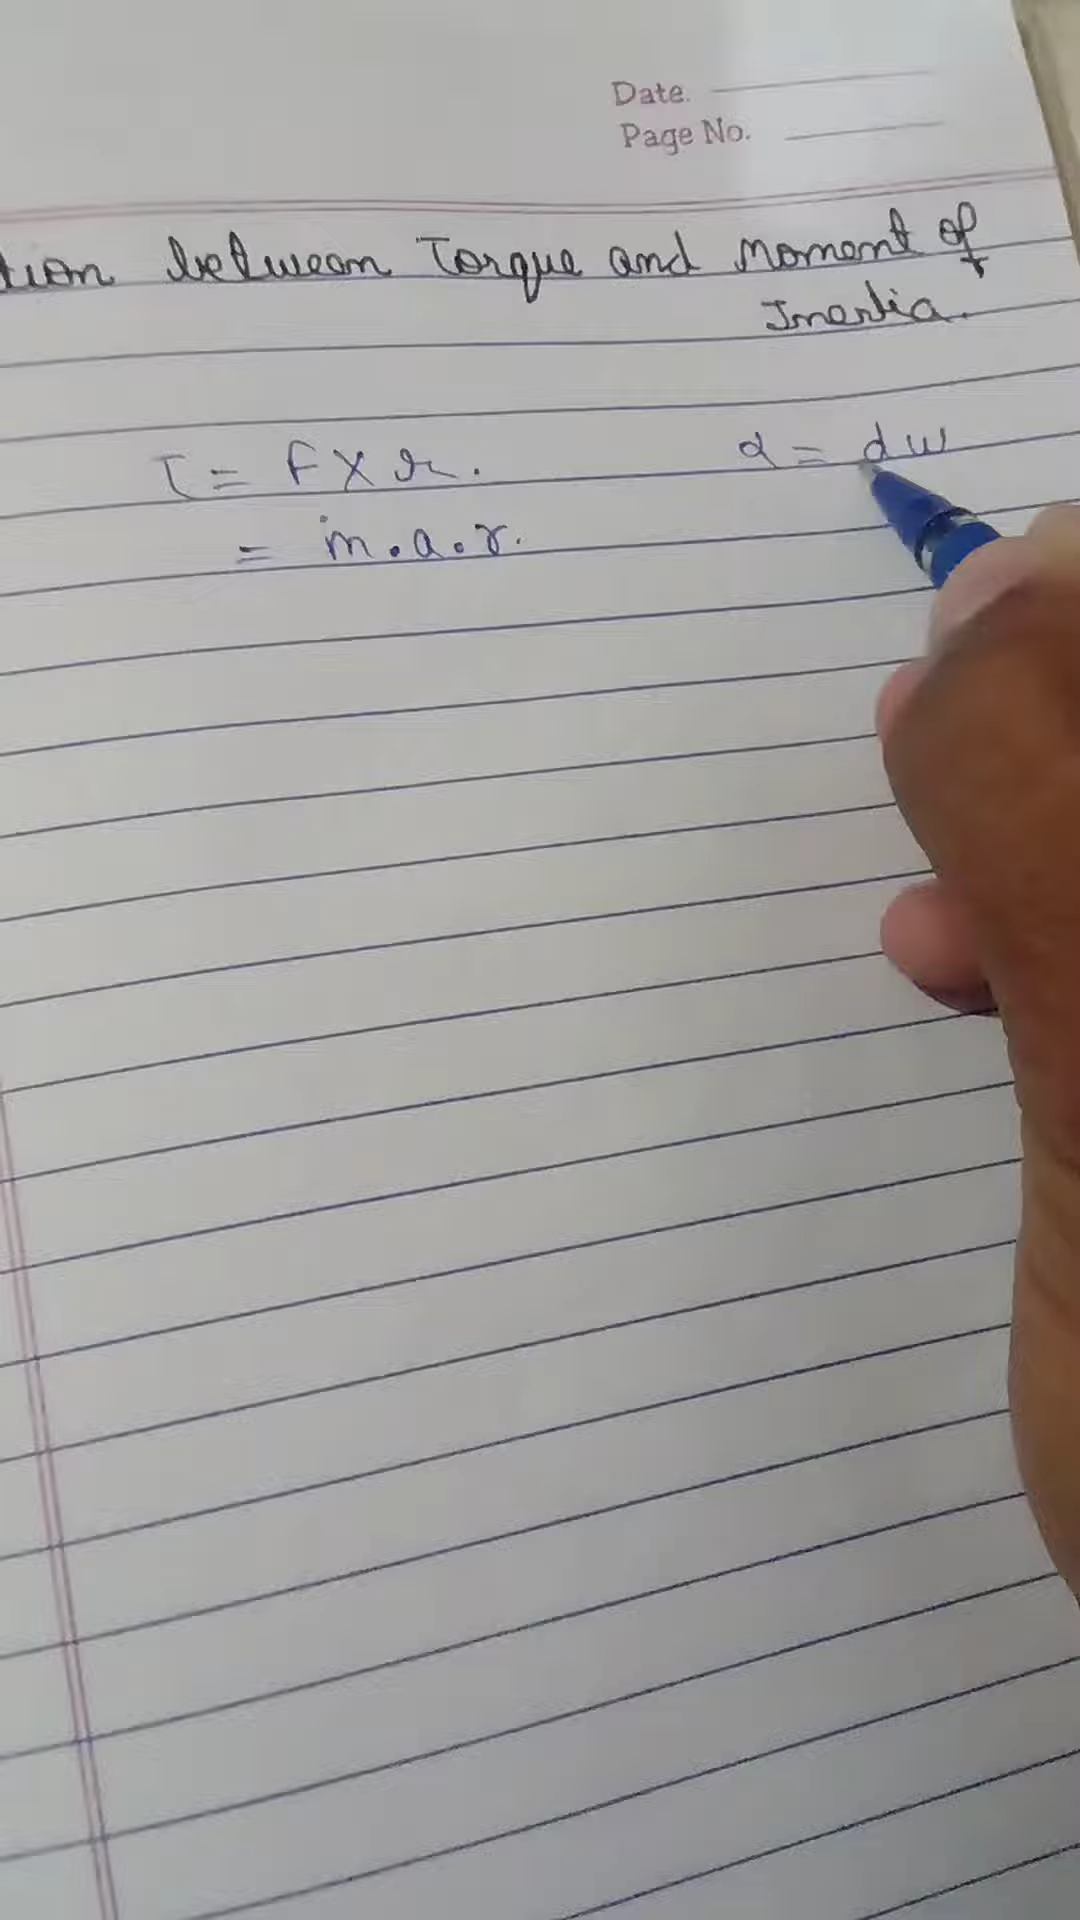 Date.
Page No.
tion between Torque and Moment of
Inertia.
τ = F × r. α = dω
= m.a.r.